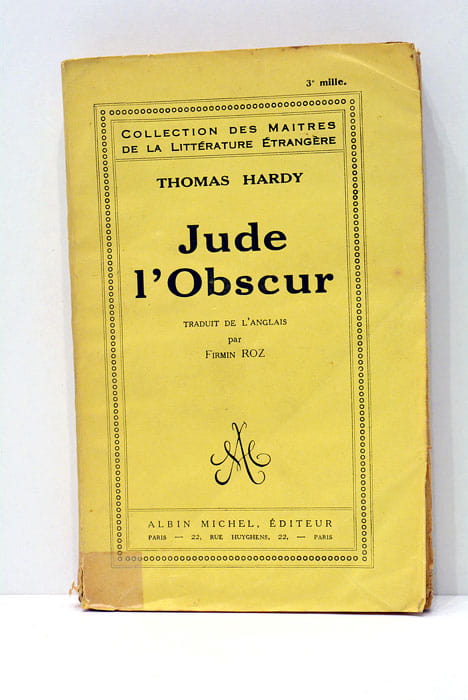 3e mille.
COLLECTION DES MAITRES
DE LA LITTÉRATURE ÉTRANGÈRE
THOMAS HARDY
Jude
l'Obscur
TRADUIT DE L'ANGLAIS
par
FIRMIN ROZ
AM
ALBIN MICHEL, ÉDITEUR
PARIS — 22, RUE HUYGHENS, 22, — PARIS